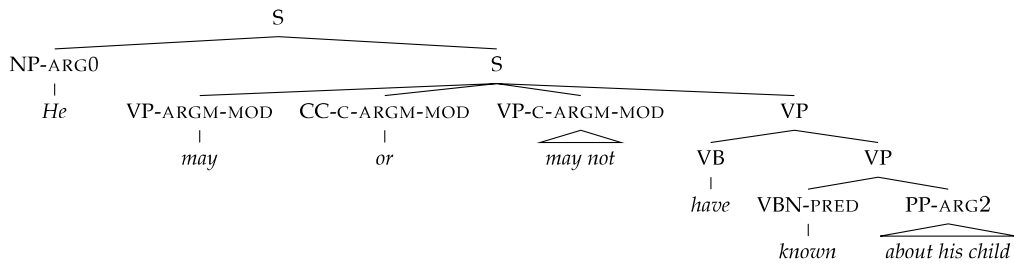 S
NP-ARG0 S
He VP-ARGM-MOD CC-C-ARGM-MOD VP-C-ARGM-MOD VP
may or may not VB VP
have VBN-PRED PP-ARG2
known about his child